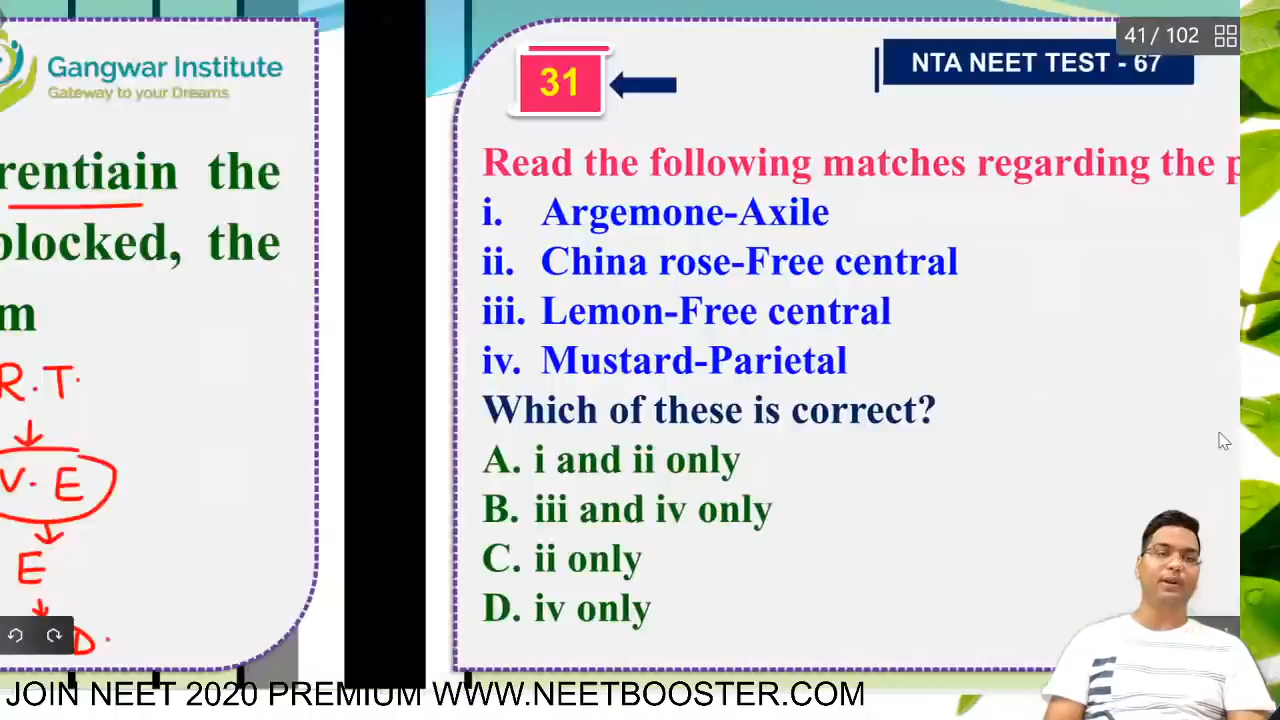 Gangwar Institute
Gateway to your Dreams
rentiain the
blocked, the
m
R.T.
V.E
E
D.
41 / 102
31
NTA NEET TEST - 67
Read the following matches regarding the p
i. Argemone-Axile
ii. China rose-Free central
iii. Lemon-Free central
iv. Mustard-Parietal
Which of these is correct?
A. i and ii only
B. iii and iv only
C. ii only
D. iv only
JOIN NEET 2020 PREMIUM WWW.NEETBOOSTER.COM